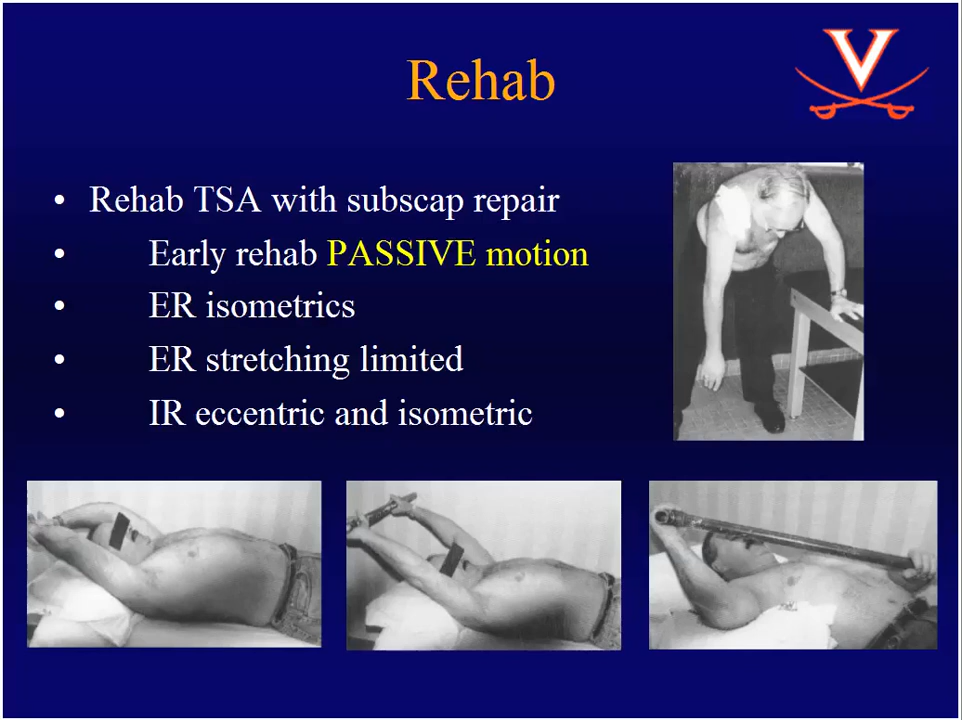 Rehab
• Rehab TSA with subscap repair
• Early rehab PASSIVE motion
• ER isometrics
• ER stretching limited
• IR eccentric and isometric